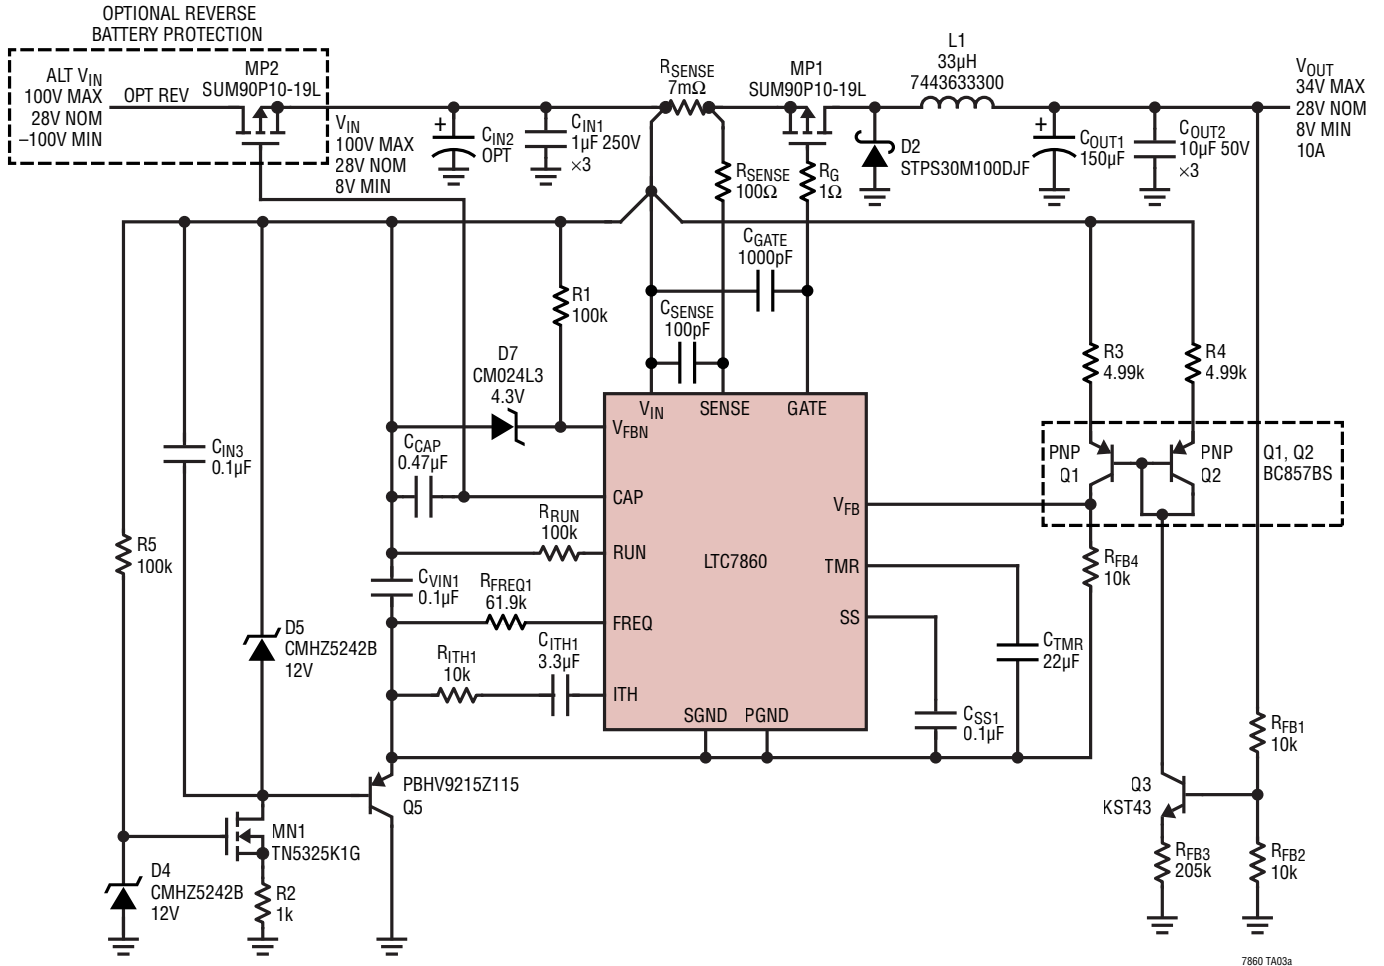 OPTIONAL REVERSE
BATTERY PROTECTION
ALT VIN
100V MAX
28V NOM
–100V MIN
OPT REV
MP2
SUM90P10-19L
VIN
100V MAX
28V NOM
8V MIN
+
CIN2
OPT
CIN1
1µF 250V
×3
RSENSE
7mΩ
MP1
SUM90P10-19L
RSENSE
100Ω
RG
1Ω
D2
STPS30M100DJF
L1
33µH
7443633300
+
COUT1
150µF
COUT2
10µF 50V
×3
VOUT
34V MAX
28V NOM
8V MIN
10A
CGATE
1000pF
CSENSE
100pF
R1
100k
D7
CM024L3
4.3V
CIN3
0.1µF
CCAP
0.47µF
RRUN
100k
R5
100k
CVIN1
0.1µF
RFREQ1
61.9k
D5
CMHZ5242B
12V
RITH1
10k
CITH1
3.3µF
VIN
SENSE
GATE
VFBN
CAP
RUN
FREQ
ITH
LTC7860
VFB
TMR
SS
SGND
PGND
R3
4.99k
R4
4.99k
PNP
Q1
PNP
Q2
Q1, Q2
BC857BS
RFB4
10k
CTMR
22µF
CSS1
0.1µF
RFB1
10k
Q3
KST43
RFB3
205k
RFB2
10k
PBHV9215Z115
Q5
MN1
TN5325K1G
D4
CMHZ5242B
12V
R2
1k
7860 TA03a